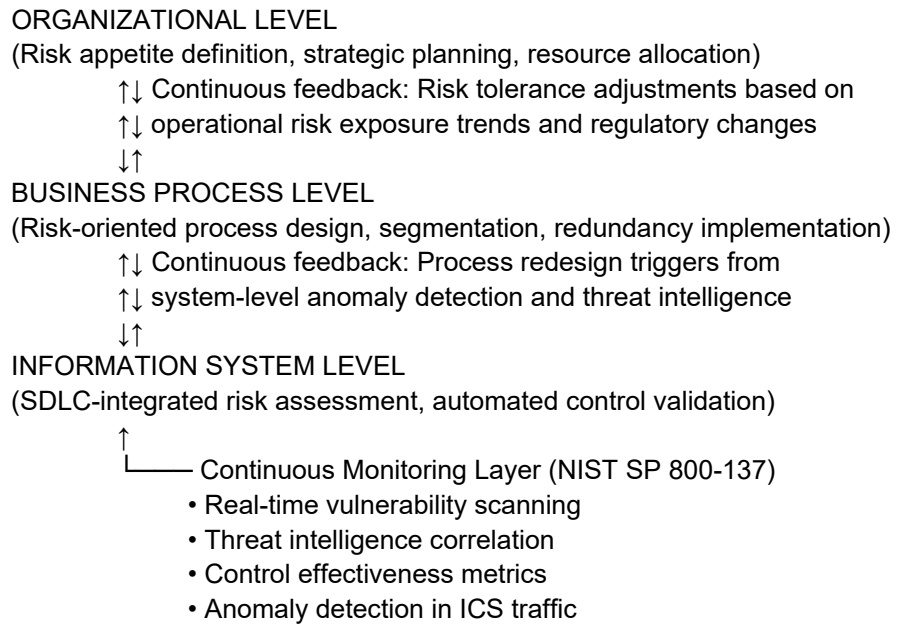 ORGANIZATIONAL LEVEL
(Risk appetite definition, strategic planning, resource allocation)
↑↓ Continuous feedback: Risk tolerance adjustments based on
↑↓ operational risk exposure trends and regulatory changes
↓↑
BUSINESS PROCESS LEVEL
(Risk-oriented process design, segmentation, redundancy implementation)
↑↓ Continuous feedback: Process redesign triggers from
↑↓ system-level anomaly detection and threat intelligence
↓↑
INFORMATION SYSTEM LEVEL
(SDLC-integrated risk assessment, automated control validation)
↑
└─── Continuous Monitoring Layer (NIST SP 800-137)
• Real-time vulnerability scanning
• Threat intelligence correlation
• Control effectiveness metrics
• Anomaly detection in ICS traffic